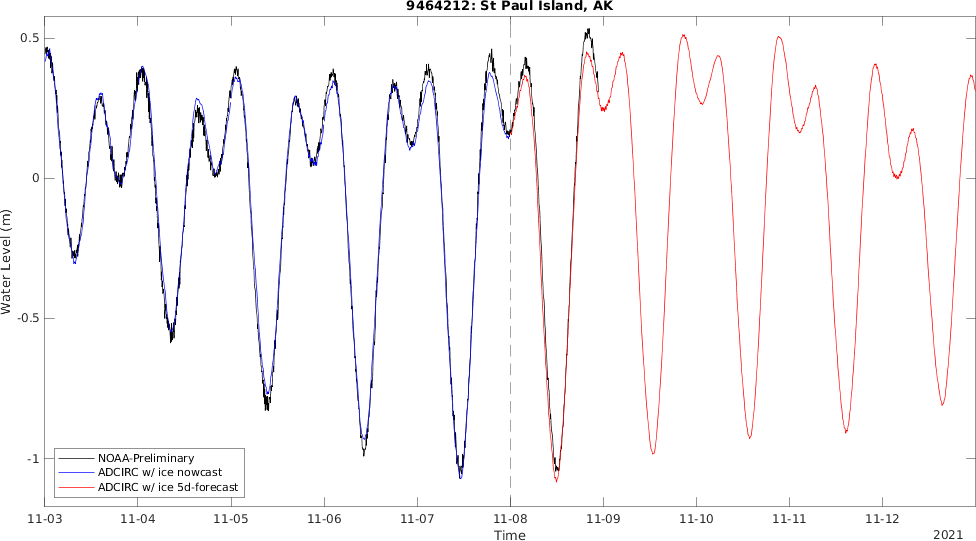 9464212: St Paul Island, AK
0.5
0
-0.5
-1
Water Level (m)
NOAA-Preliminary
ADCIRC w/ ice nowcast
ADCIRC w/ ice 5d-forecast
11-03 11-04 11-05 11-06 11-07 11-08 11-09 11-10 11-11 11-12
Time
2021